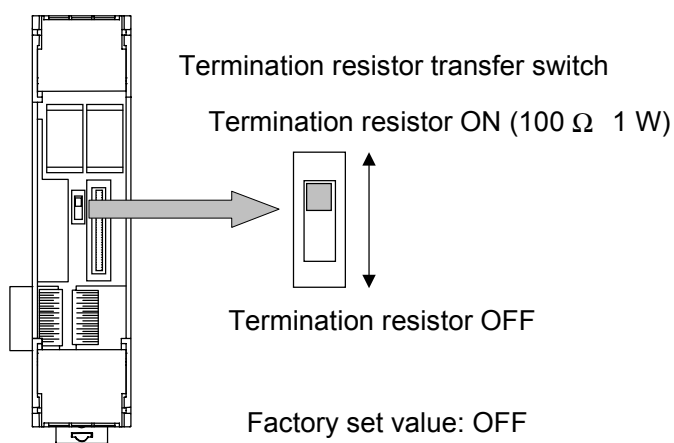 Termination resistor transfer switch
Termination resistor ON (100 Ω 1 W)
Termination resistor OFF
Factory set value: OFF